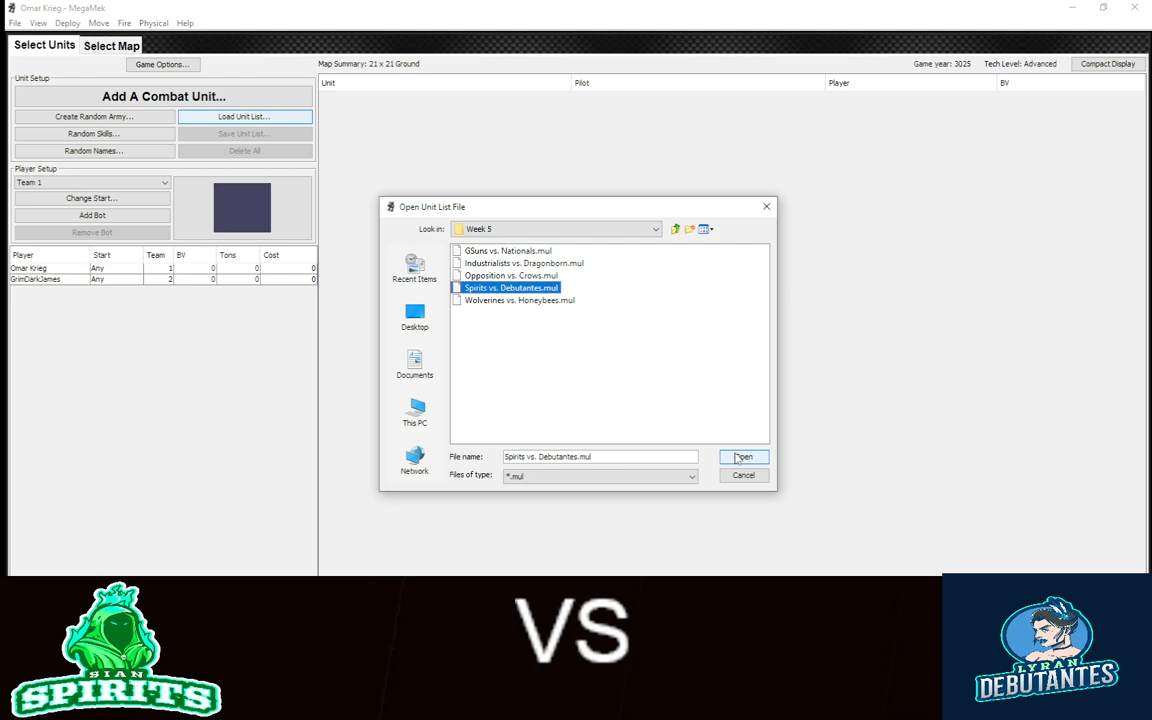 Omar Krieg - MegaMek
File View Deploy Move Fire Physical Help
Select Units Select Map
Game Options...
Map Summary: 21 x 21 Ground
Game year: 3025 Tech Level: Advanced Compact Display
Unit Setup
Add A Combat Unit...
Create Random Army... Load Unit List...
Random Skills... Save Unit List...
Random Names... Delete All
Player Setup
Team 1
Change Start...
Add Bot
Remove Bot
Player Start Team BV Tons Cost
Omar Krieg Any 1 0 0 0
GrimDarkJames Any 2 0 0 0
Unit Pilot Player BV
Open Unit List File
Look in: Week 5
Recent Items
Desktop
Documents
This PC
Network
GSuns vs. Nationals.mul
Industrialists vs. Dragonborn.mul
Opposition vs. Crows.mul
Spirits vs. Debutantes.mul
Wolverines vs. Honeybees.mul
File name: Spirits vs. Debutantes.mul Open
Files of type: *.mul Cancel
SIAN
SPIRITS
VS
LYRAN
DEBUTANTES